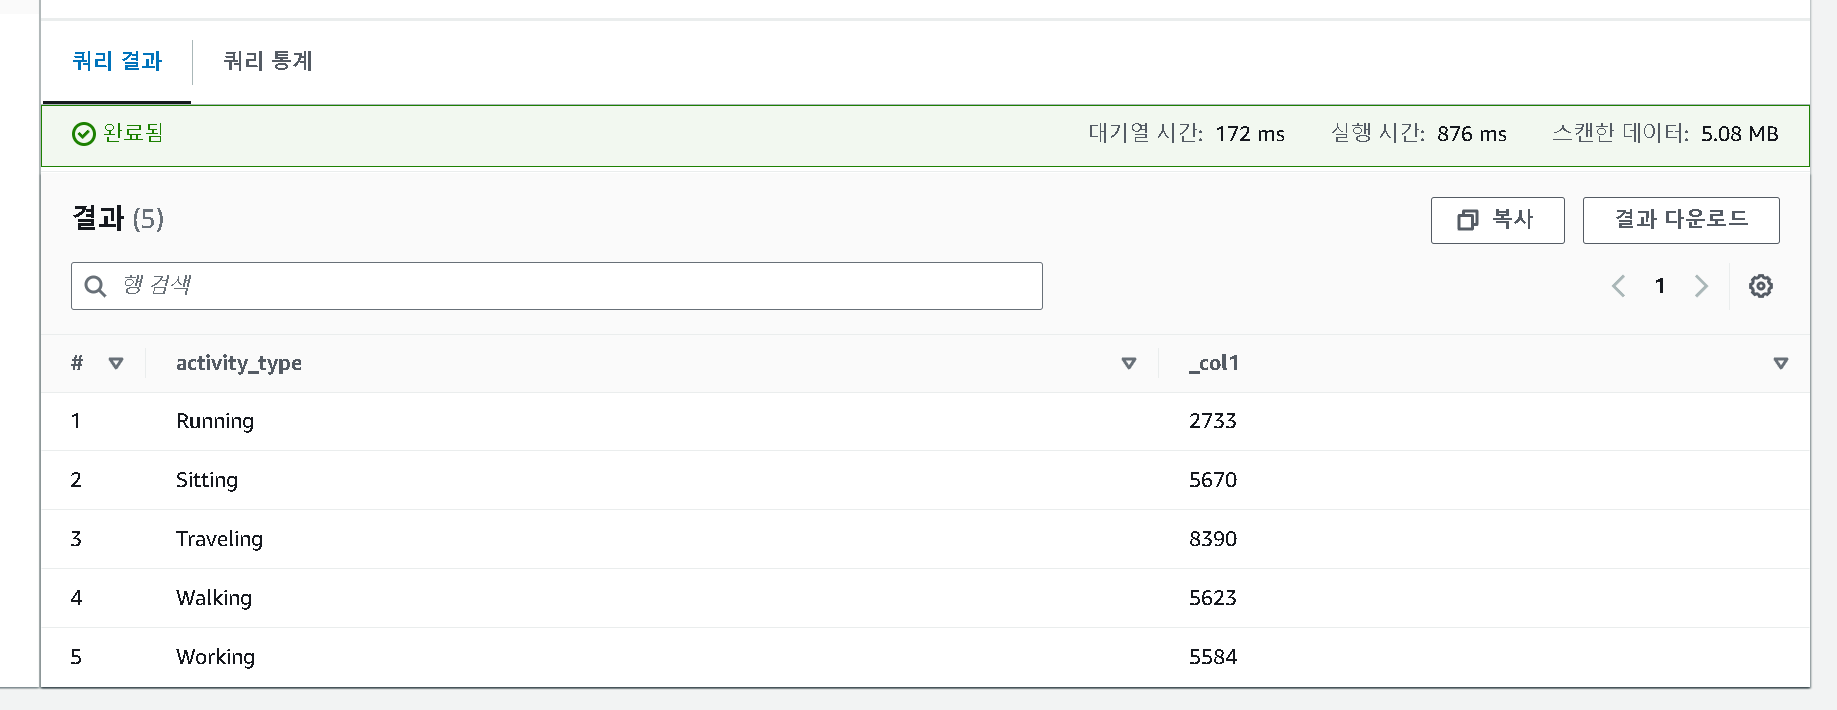 쿼리 결과 쿼리 통계
완료됨 대기열 시간: 172 ms 실행 시간: 876 ms 스캔한 데이터: 5.08 MB
결과 (5) 복사 결과 다운로드
행 검색 1
# activity_type _col1
1 Running 2733
2 Sitting 5670
3 Traveling 8390
4 Walking 5623
5 Working 5584